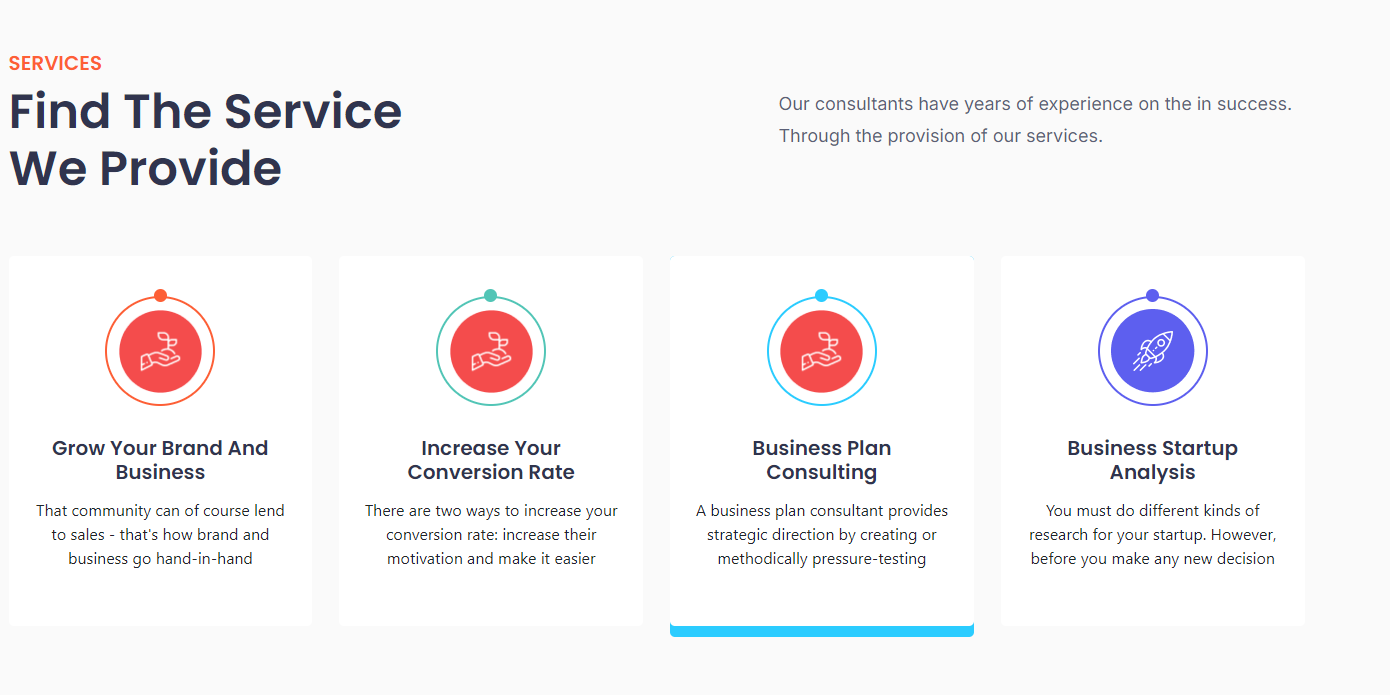 SERVICES
Find The Service
We Provide
Our consultants have years of experience on the in success.
Through the provision of our services.
Grow Your Brand And
Business
That community can of course lend
to sales - that's how brand and
business go hand-in-hand
Increase Your
Conversion Rate
There are two ways to increase your
conversion rate: increase their
motivation and make it easier
Business Plan
Consulting
A business plan consultant provides
strategic direction by creating or
methodically pressure-testing
Business Startup
Analysis
You must do different kinds of
research for your startup. However,
before you make any new decision